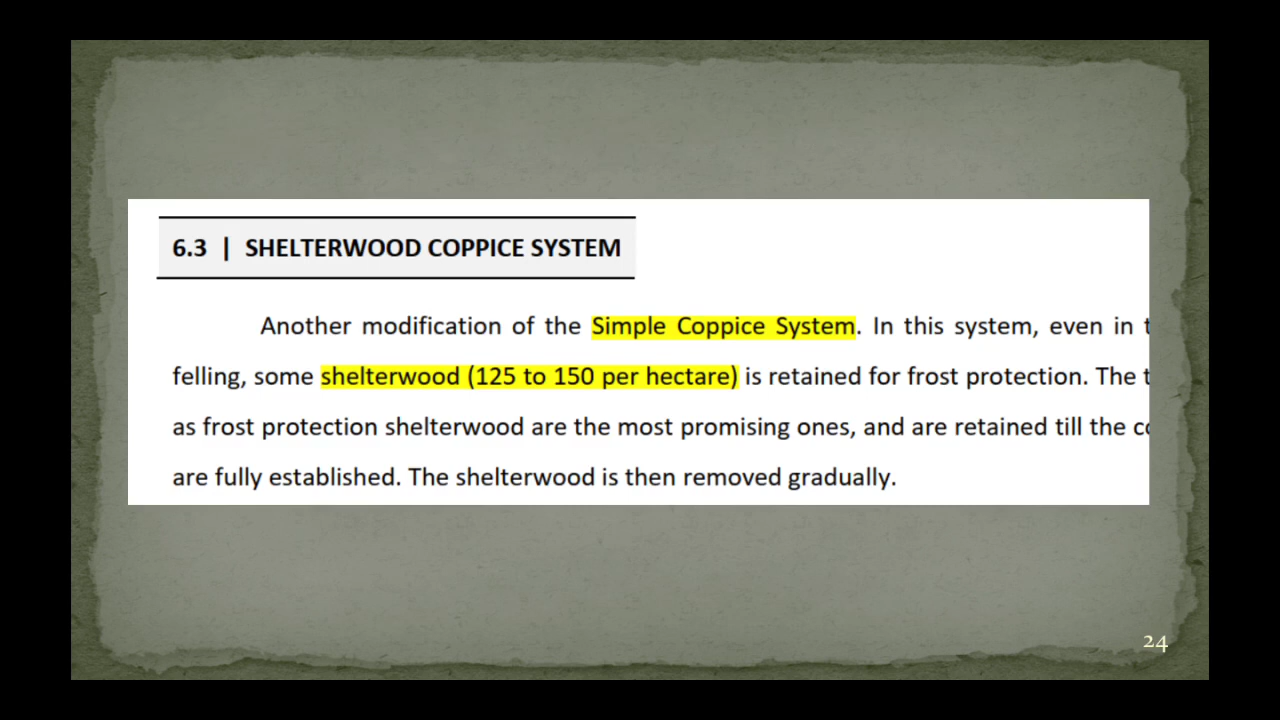 6.3 | SHELTERWOOD COPPICE SYSTEM
Another modification of the Simple Coppice System. In this system, even in
felling, some shelterwood (125 to 150 per hectare) is retained for frost protection. The
as frost protection shelterwood are the most promising ones, and are retained till the
are fully established. The shelterwood is then removed gradually.
24